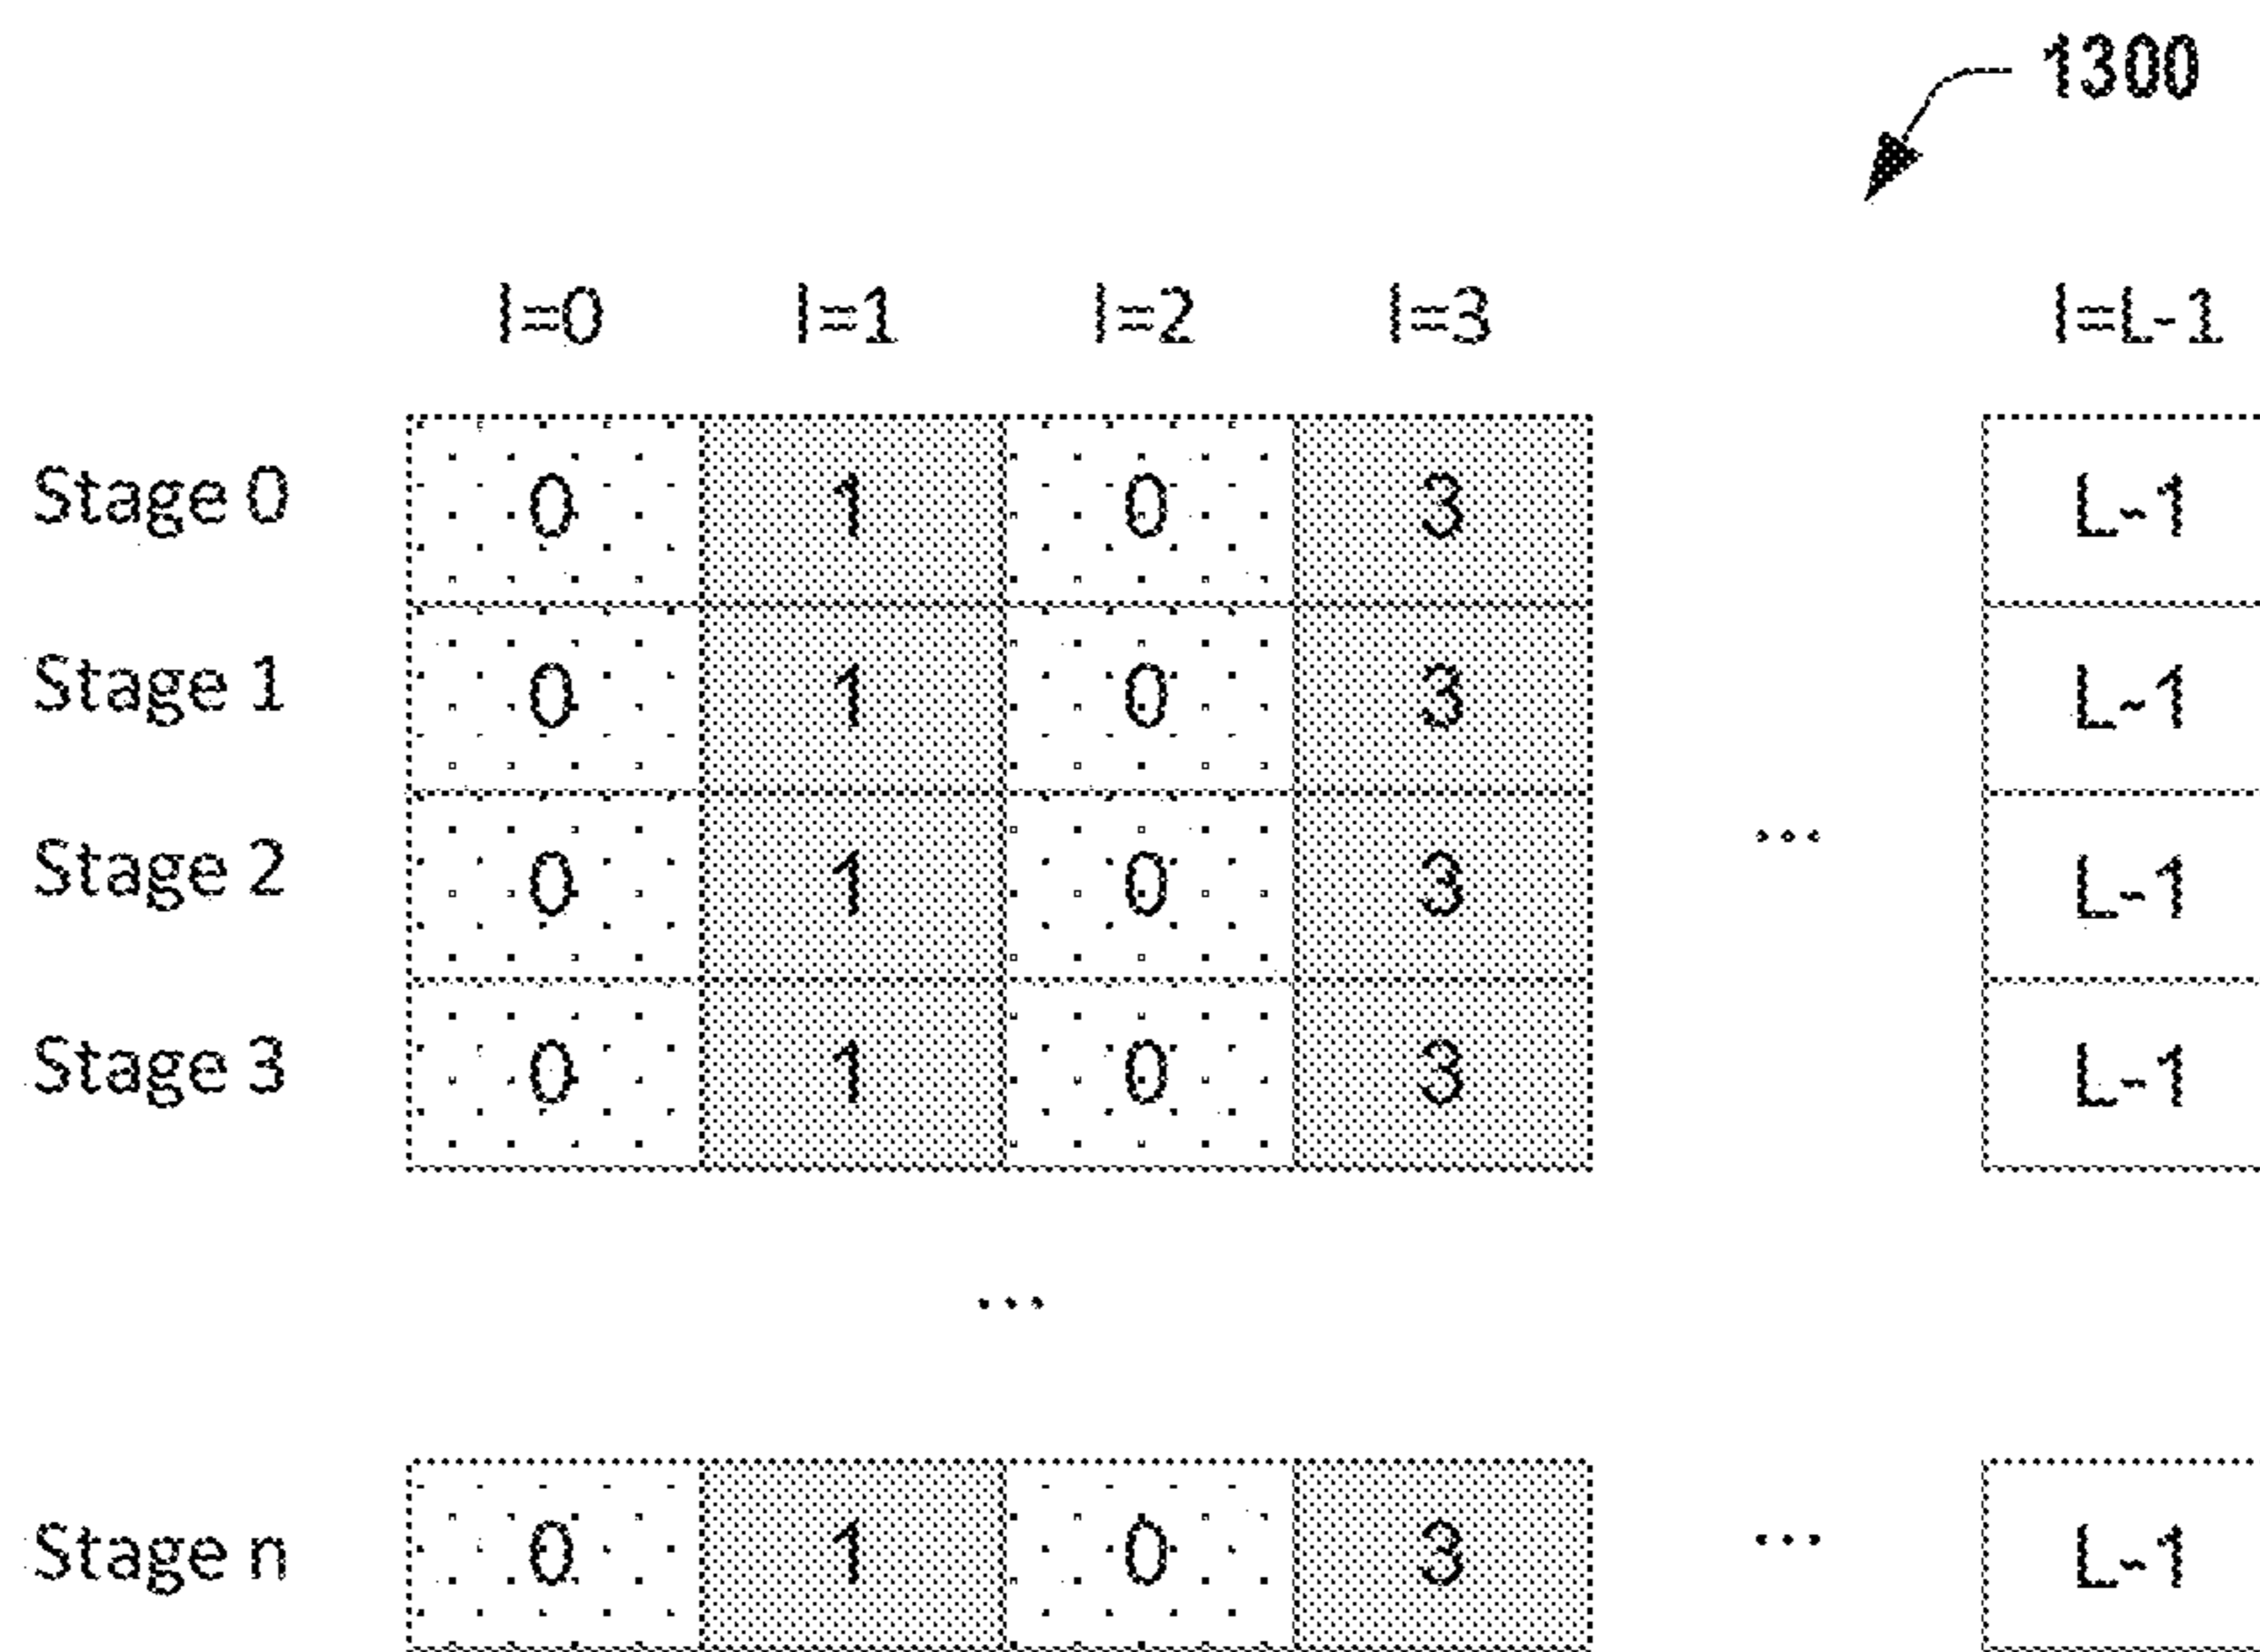 1300
l=0 l=1 l=2 l=3 l=L-1
Stage 0 0 1 0 3 L-1
Stage 1 0 1 0 3 L-1
Stage 2 0 1 0 3 ... L-1
Stage 3 0 1 0 3 L-1
...
Stage n 0 1 0 3 ... L-1